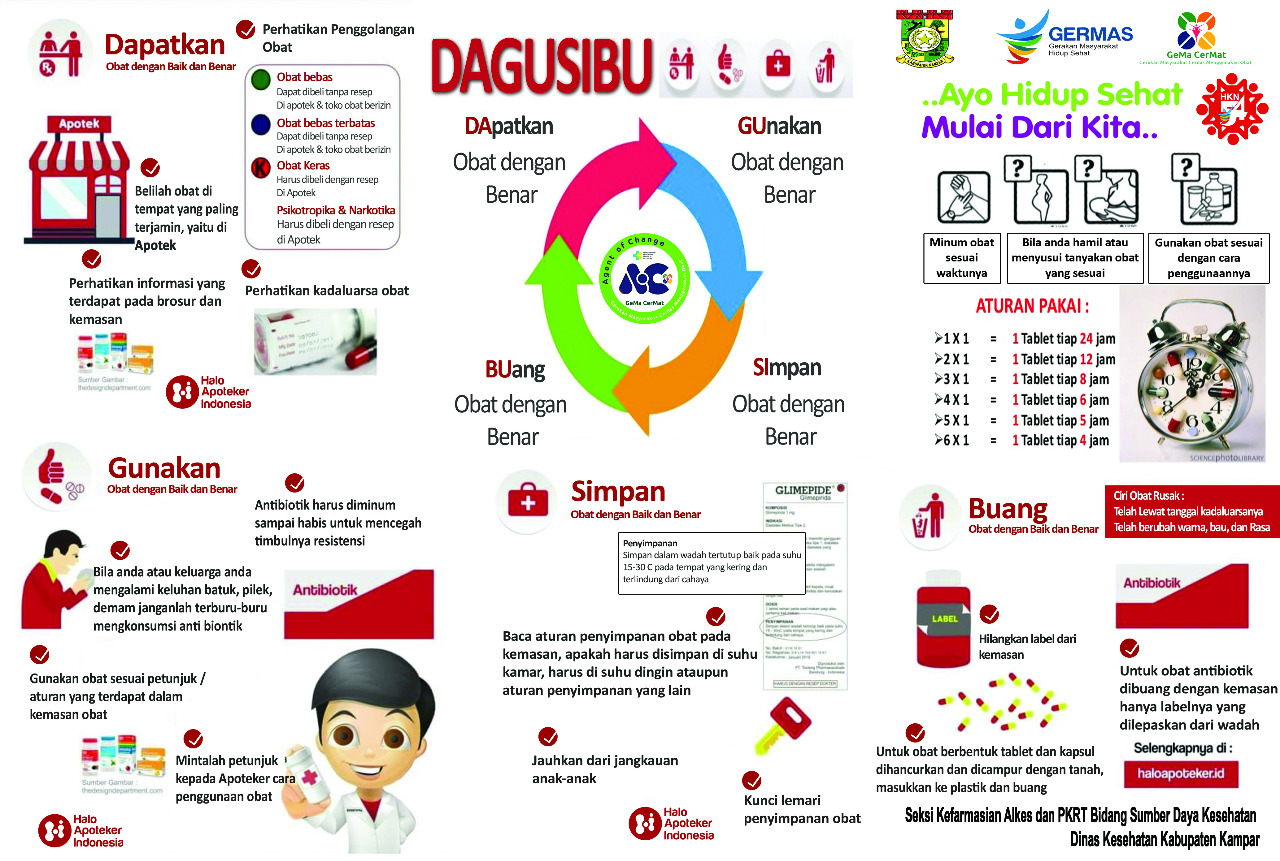 Dapatkan
Obat dengan Baik dan Benar
Perhatikan Penggolongan
Obat
Obat bebas
Dapat dibeli tanpa resep
Di apotek & toko obat berizin
Obat bebas terbatas
Dapat dibeli tanpa resep
Di apotek & toko obat berizin
K
Obat Keras
Harus dibeli dengan resep
Di Apotek
Psikotropika & Narkotika
Harus dibeli dengan resep
di Apotek
Apotek
Belilah obat di
tempat yang paling
terjamin, yaitu di
Apotek
Perhatikan informasi yang
terdapat pada brosur dan
kemasan
Sumber Gambar :
thedesigndepartment.com
Perhatikan kadaluarsa obat
Halo
Apoteker
Indonesia
DAGUSIBU
DApatkan
Obat dengan
Benar
GUnakan
Obat dengan
Benar
Agent of Change
AOC
GeMa CerMat
BUang
Obat dengan
Benar
SImpan
Obat dengan
Benar
GERMAS
Gerakan Masyarakat
Hidup Sehat
GeMa CerMat
Gerakan Masyarakat Cerdas Menggunakan Obat
..Ayo Hidup Sehat
Mulai Dari Kita..
HKN
? ? ?
Minum obat
sesuai
waktunya
Bila anda hamil atau
menyusui tanyakan obat
yang sesuai
Gunakan obat sesuai
dengan cara
penggunaannya
ATURAN PAKAI :
➢1 X 1 = 1 Tablet tiap 24 jam
➢2 X 1 = 1 Tablet tiap 12 jam
➢3 X 1 = 1 Tablet tiap 8 jam
➢4 X 1 = 1 Tablet tiap 6 jam
➢5 X 1 = 1 Tablet tiap 5 jam
➢6 X 1 = 1 Tablet tiap 4 jam
SCIENCEphotoLIBRARY
Gunakan
Obat dengan Baik dan Benar
Antibiotik harus diminum
sampai habis untuk mencegah
timbulnya resistensi
Bila anda atau keluarga anda
mengalami keluhan batuk, pilek,
demam janganlah terburu-buru
mengkonsumsi anti biontik
Antibiotik
Gunakan obat sesuai petunjuk /
aturan yang terdapat dalam
kemasan obat
Sumber Gambar :
thedesigndepartment.com
Mintalah petunjuk
kepada Apoteker cara
penggunaan obat
Halo
Apoteker
Indonesia
Simpan
Obat dengan Baik dan Benar
GLIMEPIDE®
Glimepirida
KOMPOSISI
INDIKASI
Penyimpanan
Simpan dalam wadah tertutup baik pada suhu
15-30 C pada tempat yang kering dan
terlindung dari cahaya
DOSIS
PENYIMPANAN
HARUS DENGAN RESEP DOKTER
Baca aturan penyimpanan obat pada
kemasan, apakah harus disimpan di suhu
kamar, harus di suhu dingin ataupun
aturan penyimpanan yang lain
Jauhkan dari jangkauan
anak-anak
Kunci lemari
penyimpanan obat
Halo
Apoteker
Indonesia
Buang
Obat dengan Baik dan Benar
Ciri Obat Rusak :
Telah Lewat tanggal kadaluarsanya
Telah berubah warna, bau, dan Rasa
LABEL
Hilangkan label dari
kemasan
Antibiotik
Untuk obat antibiotik
dibuang dengan kemasan
hanya labelnya yang
dilepaskan dari wadah
Untuk obat berbentuk tablet dan kapsul
dihancurkan dan dicampur dengan tanah,
masukkan ke plastik dan buang
Selengkapnya di :
haloapoteker.id
Seksi Kefarmasian Alkes dan PKRT Bidang Sumber Daya Kesehatan
Dinas Kesehatan Kabupaten Kampar